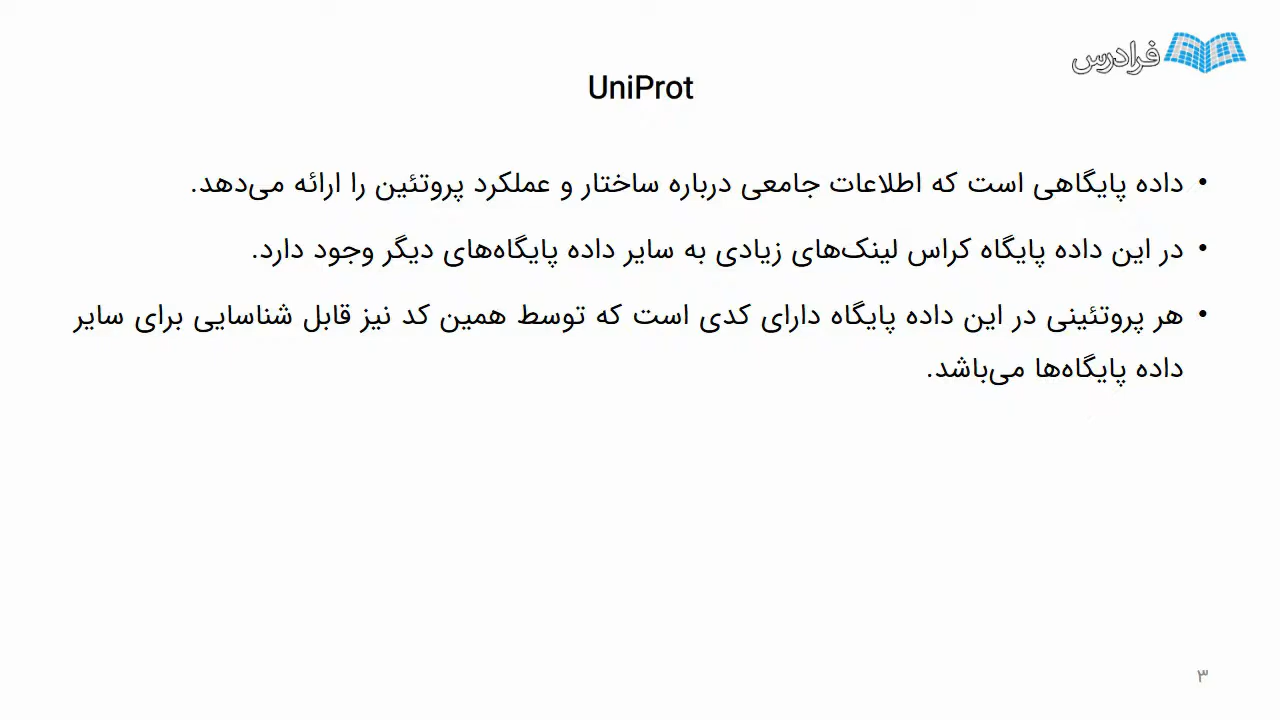 فرادرس
UniProt
• داده پایگاهی است که اطلاعات جامعی درباره ساختار و عملکرد پروتئین را ارائه می‌دهد.
• در این داده پایگاه کراس لینک‌های زیادی به سایر داده پایگاه‌های دیگر وجود دارد.
• هر پروتئینی در این داده پایگاه دارای کدی است که توسط همین کد نیز قابل شناسایی برای سایر
داده پایگاه‌ها می‌باشد.
۳